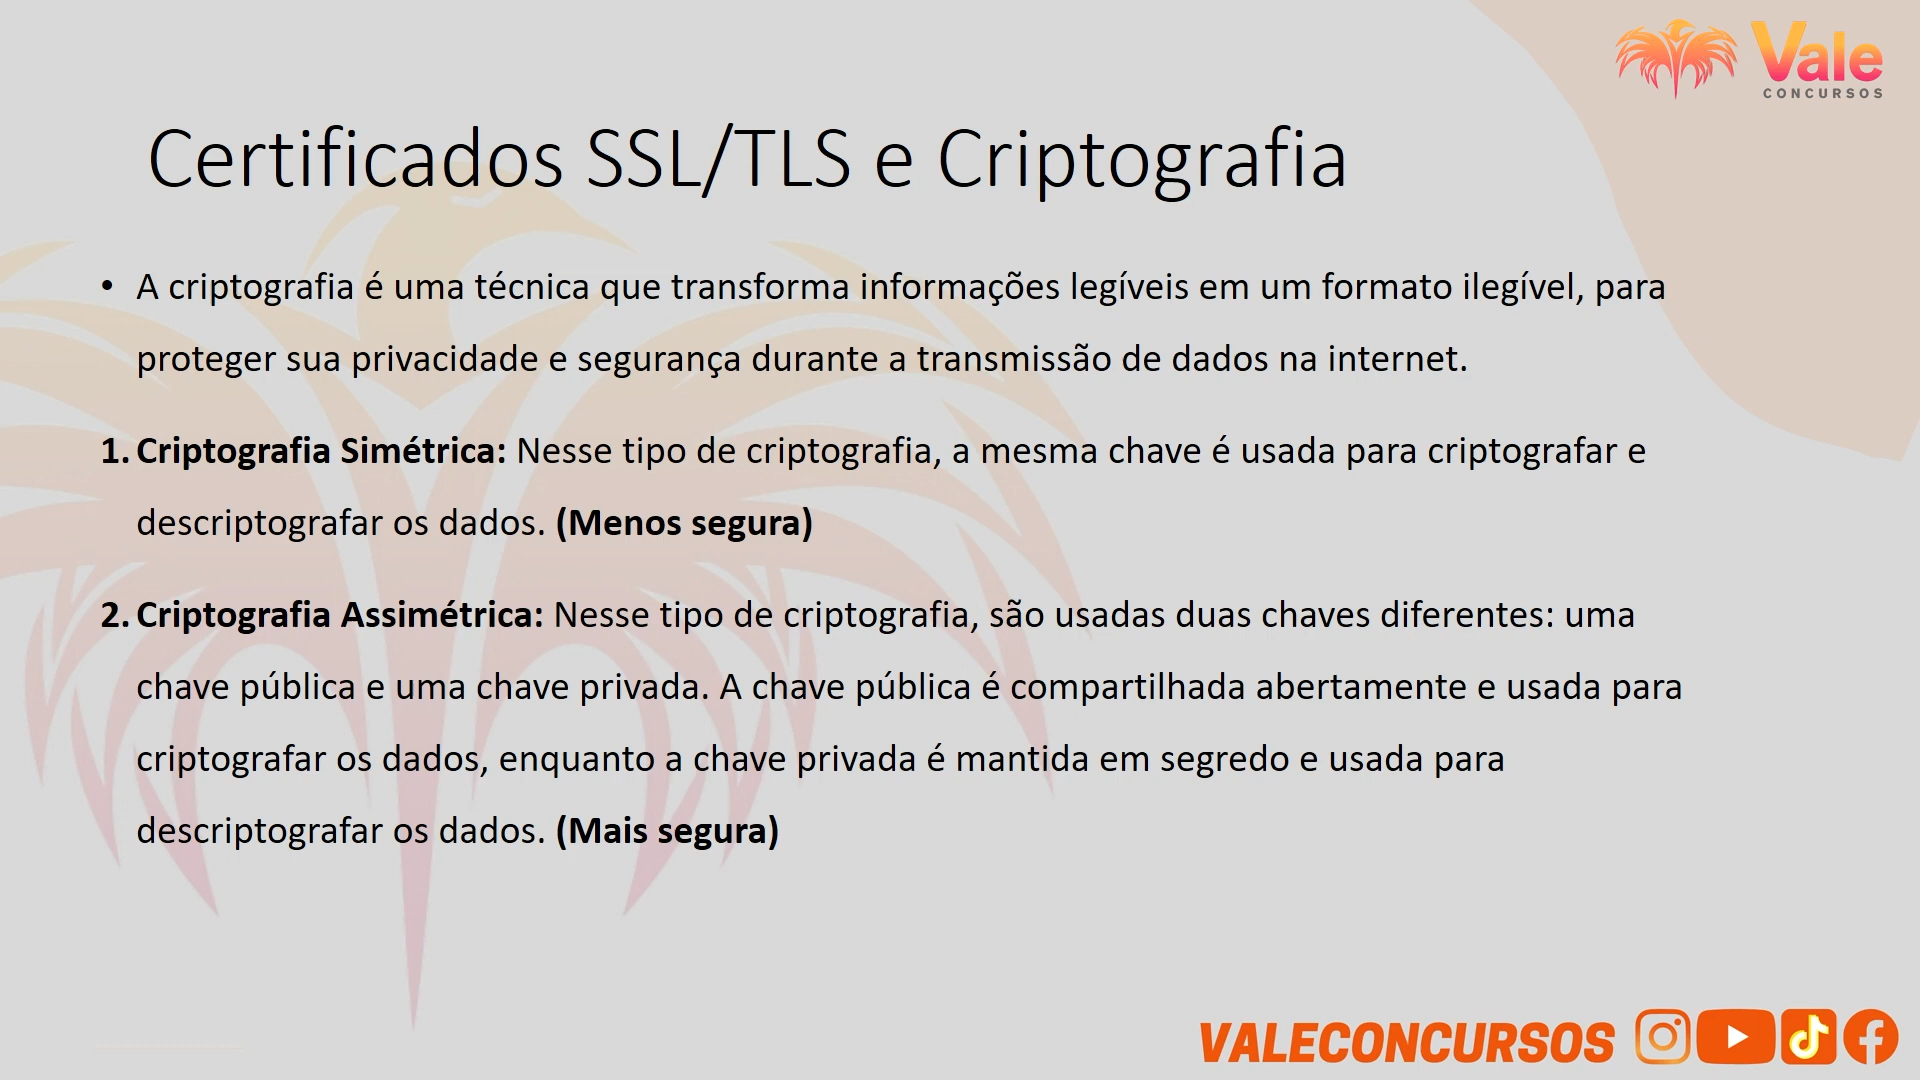 Vale
CONCURSOS
Certificados SSL/TLS e Criptografia
• A criptografia é uma técnica que transforma informações legíveis em um formato ilegível, para
proteger sua privacidade e segurança durante a transmissão de dados na internet.
1. Criptografia Simétrica: Nesse tipo de criptografia, a mesma chave é usada para criptografar e
descriptografar os dados. (Menos segura)
2. Criptografia Assimétrica: Nesse tipo de criptografia, são usadas duas chaves diferentes: uma
chave pública e uma chave privada. A chave pública é compartilhada abertamente e usada para
criptografar os dados, enquanto a chave privada é mantida em segredo e usada para
descriptografar os dados. (Mais segura)
VALECONCURSOS